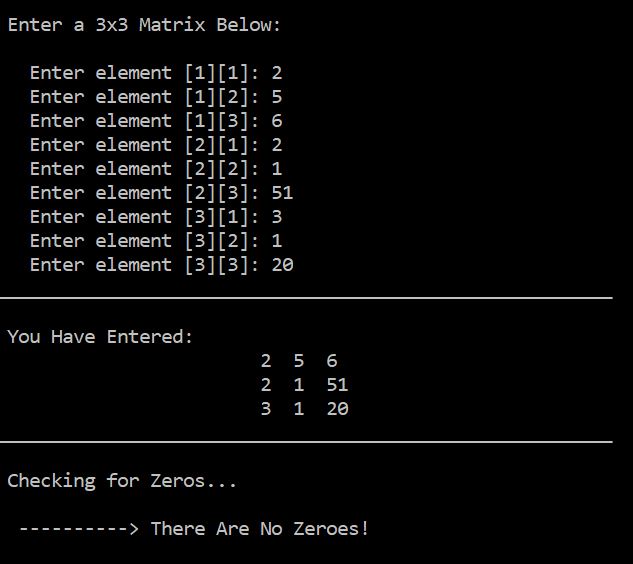 Enter a 3x3 Matrix Below:
Enter element [1][1]: 2
Enter element [1][2]: 5
Enter element [1][3]: 6
Enter element [2][1]: 2
Enter element [2][2]: 1
Enter element [2][3]: 51
Enter element [3][1]: 3
Enter element [3][2]: 1
Enter element [3][3]: 20
You Have Entered:
2 5 6
2 1 51
3 1 20
Checking for Zeros...
----------> There Are No Zeroes!